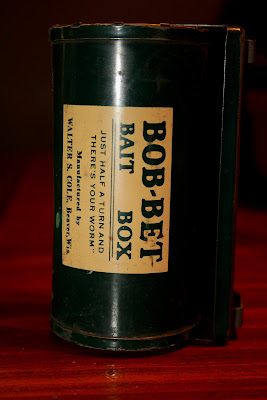 BOB-BET
BAIT BOX
JUST HALF A TURN AND
THERE'S YOUR WORM"
Manufactured by
WALTER S. COLE, Beaver, Wis.